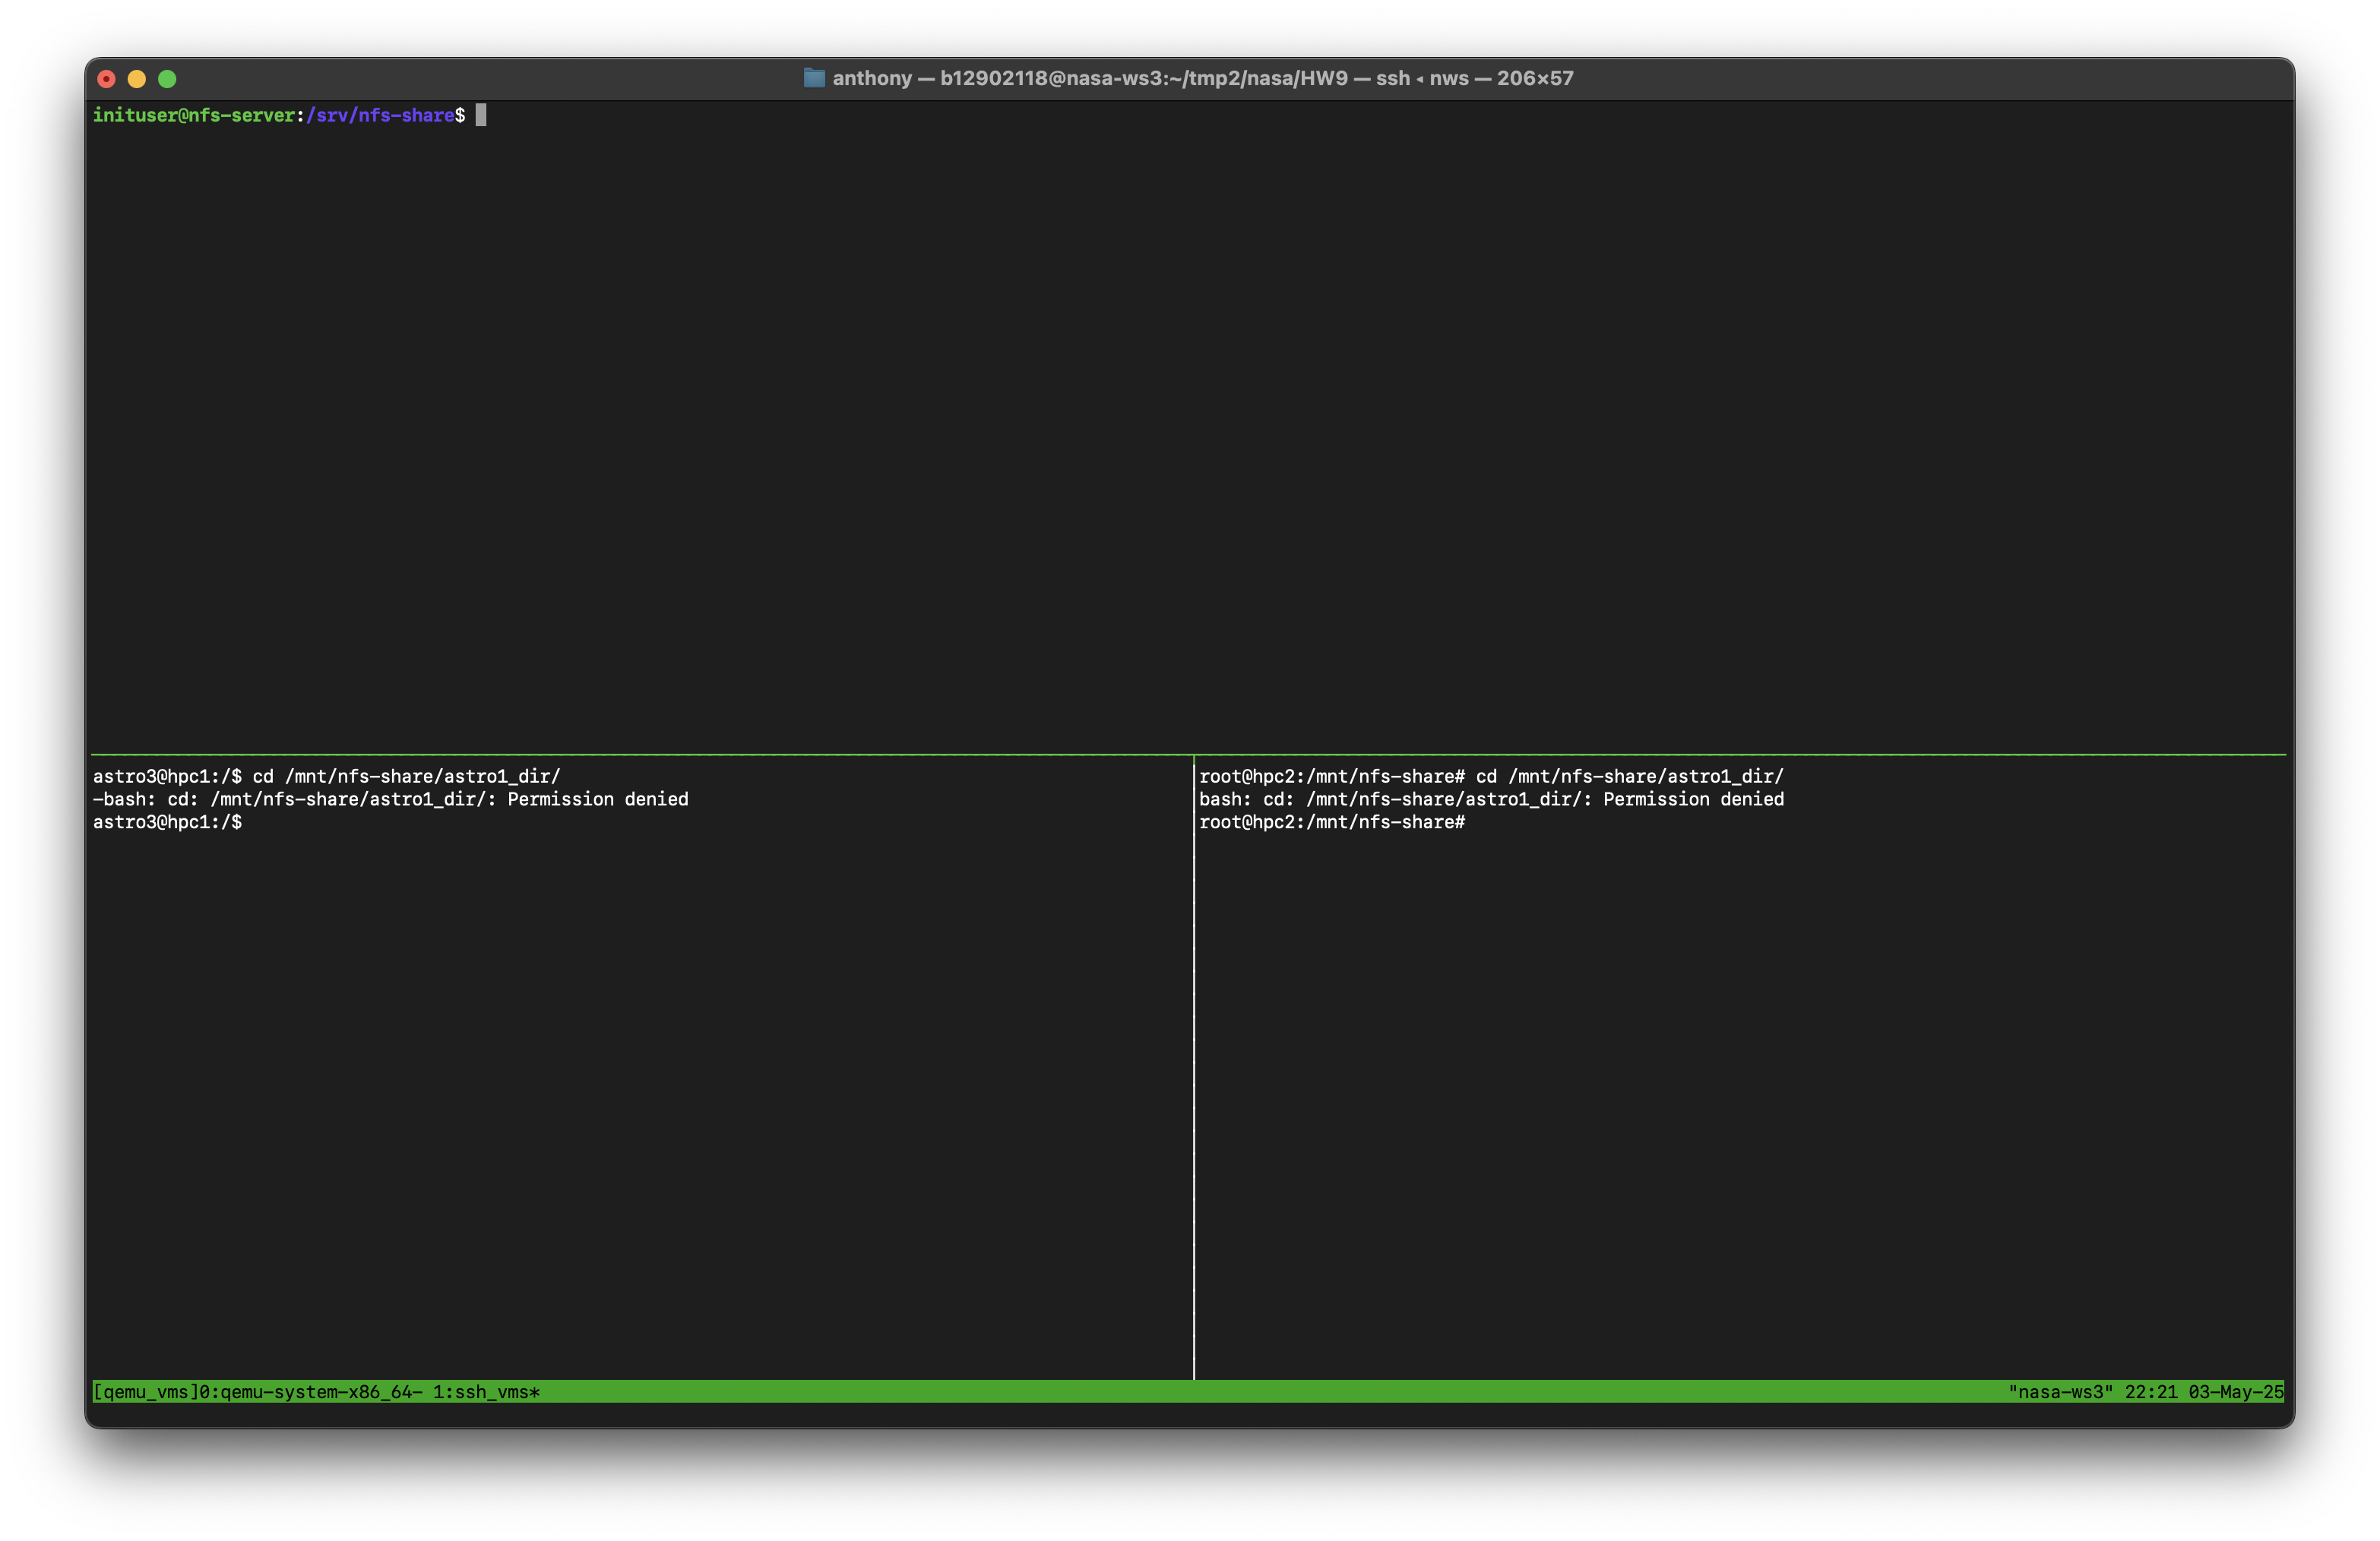 anthony — b12902118@nasa-ws3:~/tmp2/nasa/HW9 — ssh ◂ nws — 206×57
inituser@nfs-server:/srv/nfs-share$
astro3@hpc1:/$ cd /mnt/nfs-share/astro1_dir/
-bash: cd: /mnt/nfs-share/astro1_dir/: Permission denied
astro3@hpc1:/$
root@hpc2:/mnt/nfs-share# cd /mnt/nfs-share/astro1_dir/
bash: cd: /mnt/nfs-share/astro1_dir/: Permission denied
root@hpc2:/mnt/nfs-share#
[qemu_vms]0:qemu-system-x86_64- 1:ssh_vms* "nasa-ws3" 22:21 03-May-25